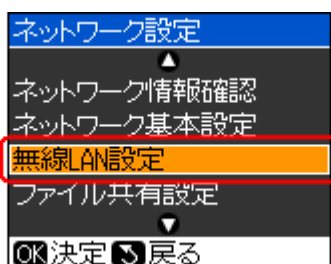 ネットワーク設定
ネットワーク情報確認
ネットワーク基本設定
無線LAN設定
ファイル共有設定
OK決定 戻る